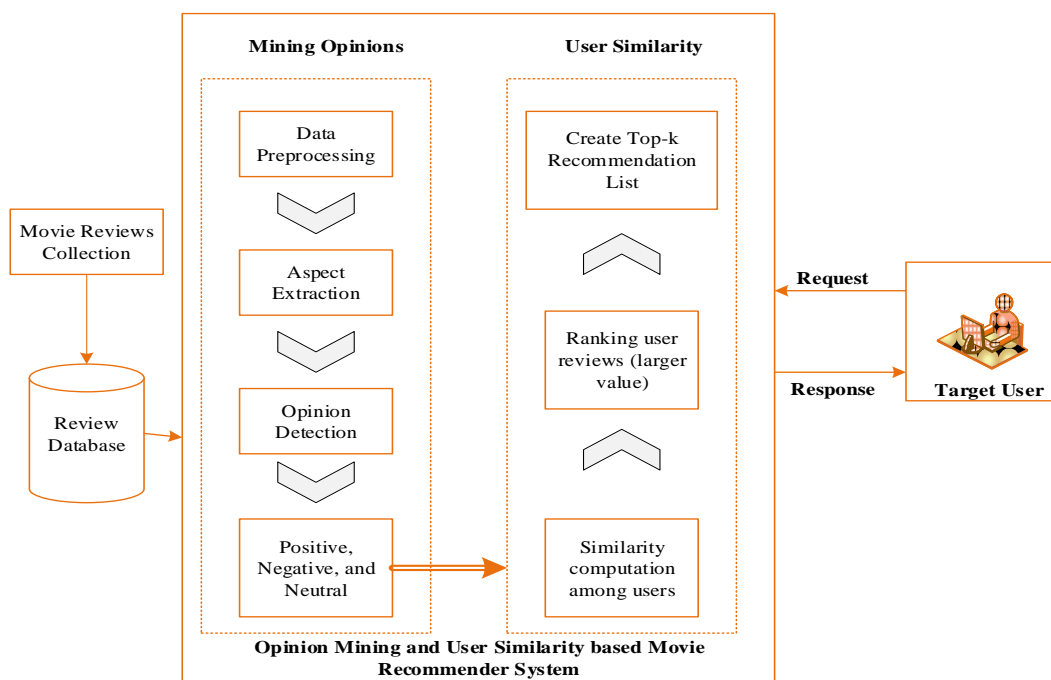 Mining Opinions
User Similarity
Data
Preprocessing
Aspect
Extraction
Opinion
Detection
Positive,
Negative, and
Neutral
Create Top-k
Recommendation
List
Ranking user
reviews (larger
value)
Similarity
computation
among users
Movie Reviews
Collection
Review
Database
Request
Response
Target User
Opinion Mining and User Similarity based Movie
Recommender System